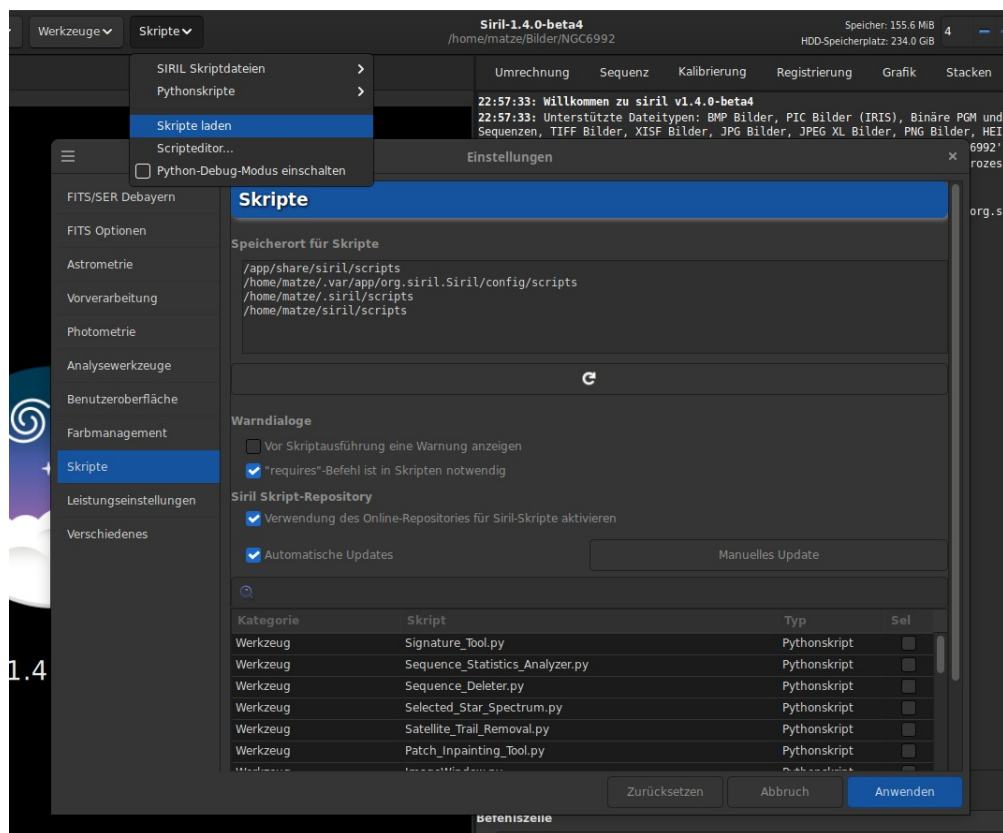 Werkzeuge
Skripte
Siril-1.4.0-beta4
/home/matze/Bilder/NGC6992
Speicher: 155.6 MiB
HDD-Speicherplatz: 234.0 GiB
4
SIRIL Skriptdateien
Pythonskripte
Skripte laden
Scripteditor...
Python-Debug-Modus einschalten
Umrechnung Sequenz Kalibrierung Registrierung Grafik Stacken
22:57:33: Willkommen zu siril v1.4.0-beta4
22:57:33: Unterstützte Dateitypen: BMP Bilder, PIC Bilder (IRIS), Binäre PGM und
Sequenzen, TIFF Bilder, XISF Bilder, JPG Bilder, JPEG XL Bilder, PNG Bilder, HEI
6992'
rozes
org.s
Einstellungen
FITS/SER Debayern
FITS Optionen
Astrometrie
Vorverarbeitung
Photometrie
Analysewerkzeuge
Benutzeroberfläche
Farbmanagement
Skripte
Leistungseinstellungen
Verschiedenes
Skripte
Speicherort für Skripte
/app/share/siril/scripts
/home/matze/.var/app/org.siril.Siril/config/scripts
/home/matze/.siril/scripts
/home/matze/siril/scripts
Warndialoge
Vor Skriptausführung eine Warnung anzeigen
"requires"-Befehl ist in Skripten notwendig
Siril Skript-Repository
Verwendung des Online-Repositories für Siril-Skripte aktivieren
Automatische Updates
Manuelles Update
Kategorie Skript Typ Sel
Werkzeug Signature_Tool.py Pythonskript
Werkzeug Sequence_Statistics_Analyzer.py Pythonskript
Werkzeug Sequence_Deleter.py Pythonskript
Werkzeug Selected_Star_Spectrum.py Pythonskript
Werkzeug Satellite_Trail_Removal.py Pythonskript
Werkzeug Patch_Inpainting_Tool.py Pythonskript
1.4
Zurücksetzen Abbruch Anwenden
Befehlszeile